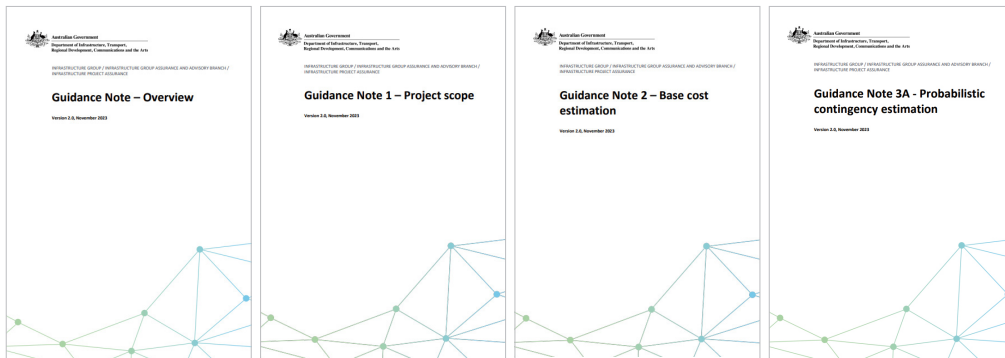 Australian Government
Department of Infrastructure, Transport,
Regional Development, Communications and the Arts
INFRASTRUCTURE GROUP / INFRASTRUCTURE GROUP ASSURANCE AND ADVISORY BRANCH /
INFRASTRUCTURE PROJECT ASSURANCE
Guidance Note – Overview
Version 2.0, November 2023
Australian Government
Department of Infrastructure, Transport,
Regional Development, Communications and the Arts
INFRASTRUCTURE GROUP / INFRASTRUCTURE GROUP ASSURANCE AND ADVISORY BRANCH /
INFRASTRUCTURE PROJECT ASSURANCE
Guidance Note 1 – Project scope
Version 2.0, November 2023
Australian Government
Department of Infrastructure, Transport,
Regional Development, Communications and the Arts
INFRASTRUCTURE GROUP / INFRASTRUCTURE GROUP ASSURANCE AND ADVISORY BRANCH /
INFRASTRUCTURE PROJECT ASSURANCE
Guidance Note 2 – Base cost
estimation
Version 2.0, November 2023
Australian Government
Department of Infrastructure, Transport,
Regional Development, Communications and the Arts
INFRASTRUCTURE GROUP / INFRASTRUCTURE GROUP ASSURANCE AND ADVISORY BRANCH /
INFRASTRUCTURE PROJECT ASSURANCE
Guidance Note 3A - Probabilistic
contingency estimation
Version 2.0, November 2023